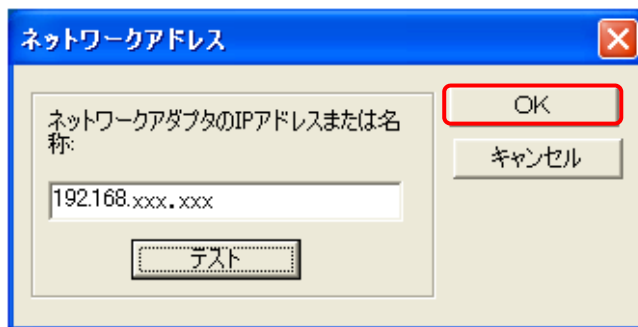 ネットワークアドレス
ネットワークアダプタのIPアドレスまたは名
称:
192.168.xxx.xxx
テスト
OK
キャンセル